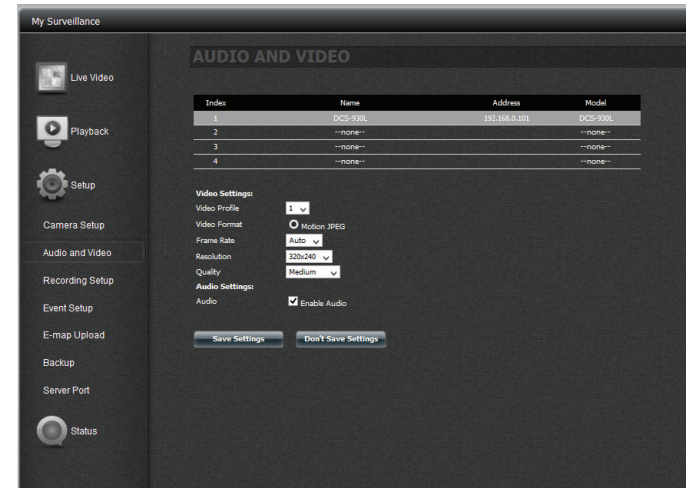 My Surveillance
Live Video
Playback
Setup
Camera Setup
Audio and Video
Recording Setup
Event Setup
E-map Upload
Backup
Server Port
Status
AUDIO AND VIDEO
Index Name Address Model
1 DCS-930L 192.168.0.101 DCS-930L
2 --none-- --none--
3 --none-- --none--
4 --none-- --none--
Video Settings:
Video Profile 1
Video Format Motion JPEG
Frame Rate Auto
Resolution 320x240
Quality Medium
Audio Settings:
Audio Enable Audio
Save Settings Don't Save Settings